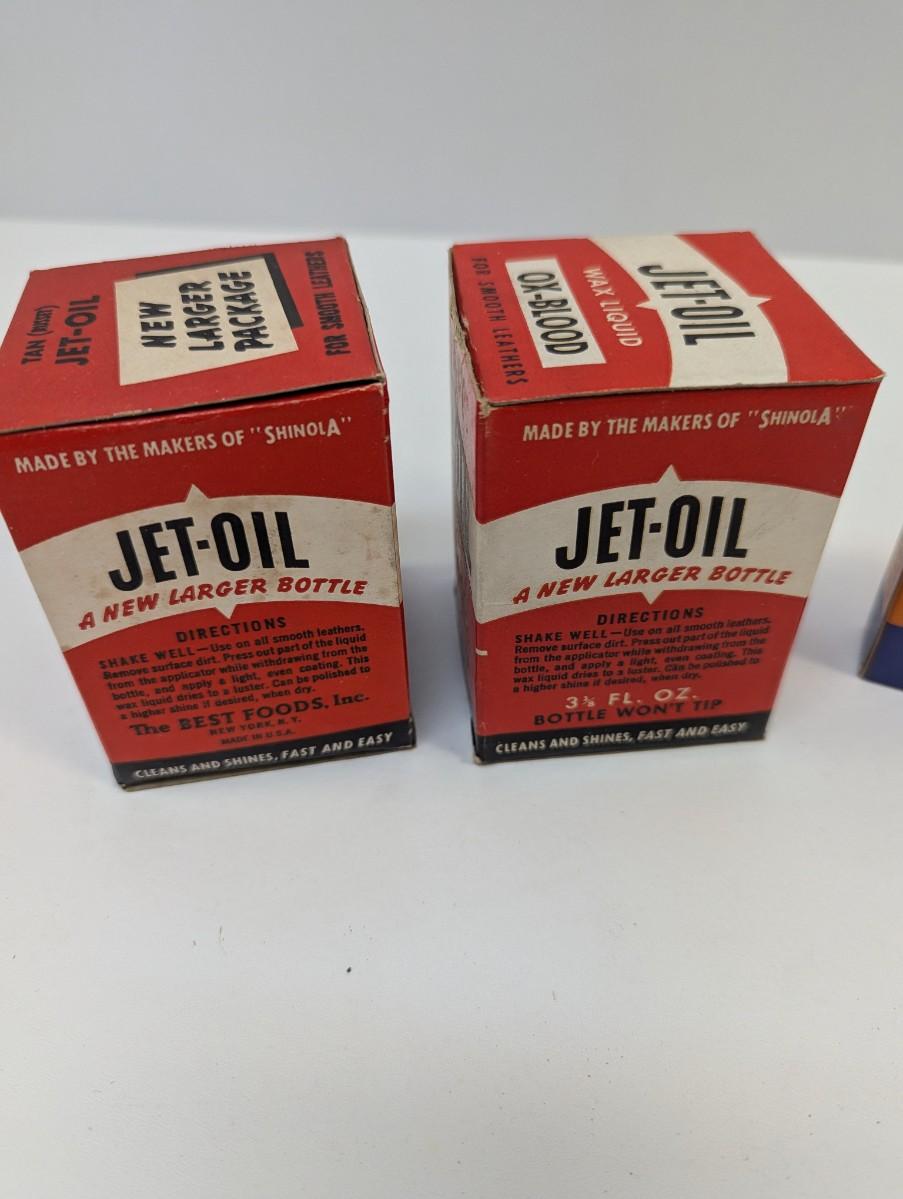 TAN (RUSSET)
JET-OIL
NEW
LARGER
PACKAGE
FOR SMOOTH LEATHERS
MADE BY THE MAKERS OF "SHINOLA"
JET-OIL
A NEW LARGER BOTTLE
DIRECTIONS
SHAKE WELL—Use on all smooth leathers.
Remove surface dirt. Press out part of the liquid
from the applicator while withdrawing from the
bottle, and apply a light, even coating. This
wax liquid dries to a luster. Can be polished to
a higher shine if desired, when dry.
The BEST FOODS, Inc.
NEW YORK, N.Y.
MADE IN U.S.A.
CLEANS AND SHINES, FAST AND EASY
FOR SMOOTH LEATHERS
OX-BLOOD
WAX LIQUID
JET-OIL
MADE BY THE MAKERS OF "SHINOLA"
JET-OIL
A NEW LARGER BOTTLE
DIRECTIONS
SHAKE WELL—Use on all smooth leathers.
Remove surface dirt. Press out part of the liquid
from the applicator while withdrawing from the
bottle, and apply a light, even coating. This
wax liquid dries to a luster. Can be polished to
a higher shine if desired, when dry.
FL. OZ.
BOTTLE WON'T TIP
CLEANS AND SHINES, FAST AND EASY